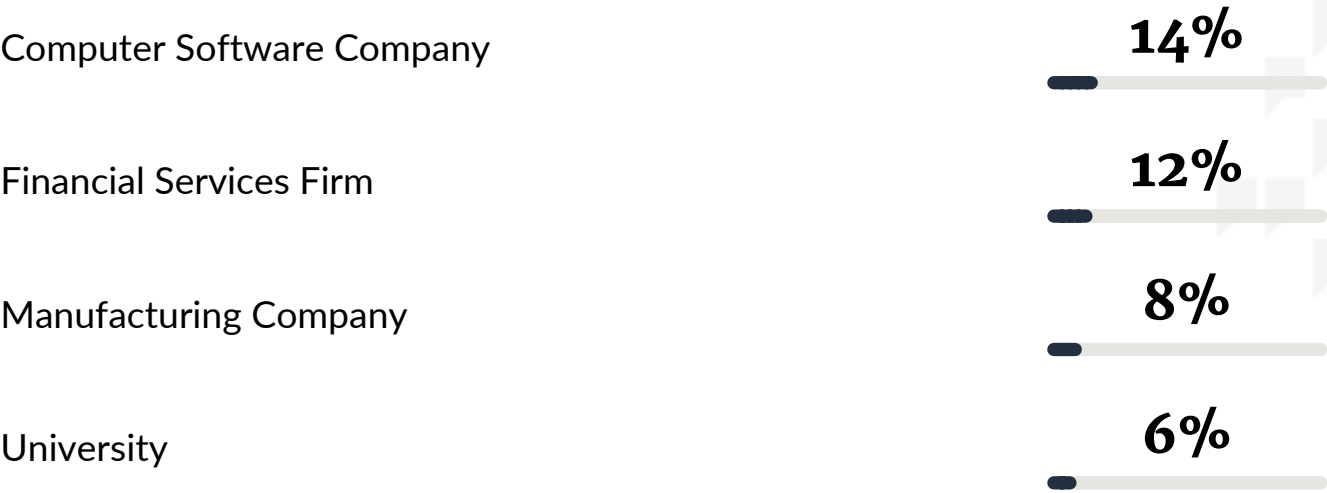 Computer Software Company 14%
Financial Services Firm 12%
Manufacturing Company 8%
University 6%